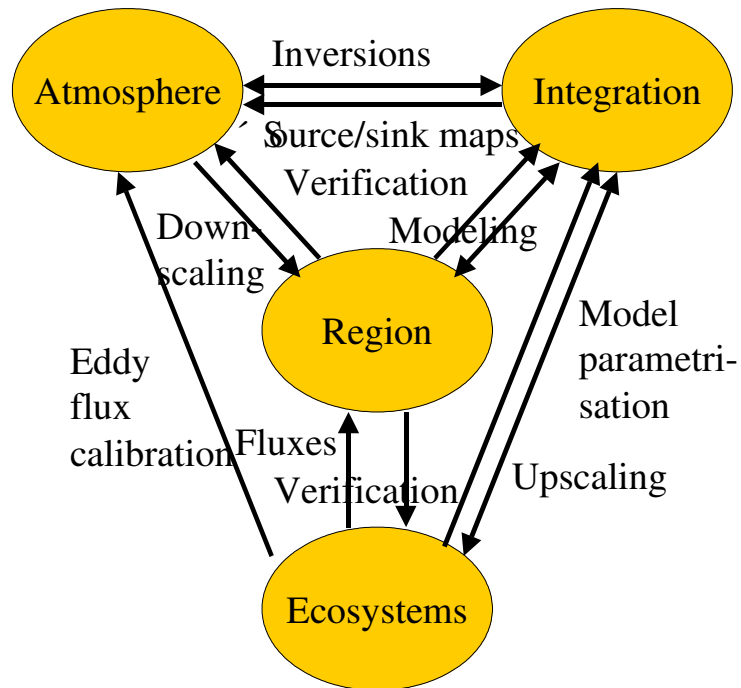 Inversions
Atmosphere
Integration
´ Source/sink maps
Verification
Down-
scaling
Modeling
Region
Model
parametri-
sation
Eddy
flux
calibration
Fluxes
Verification
Upscaling
Ecosystems